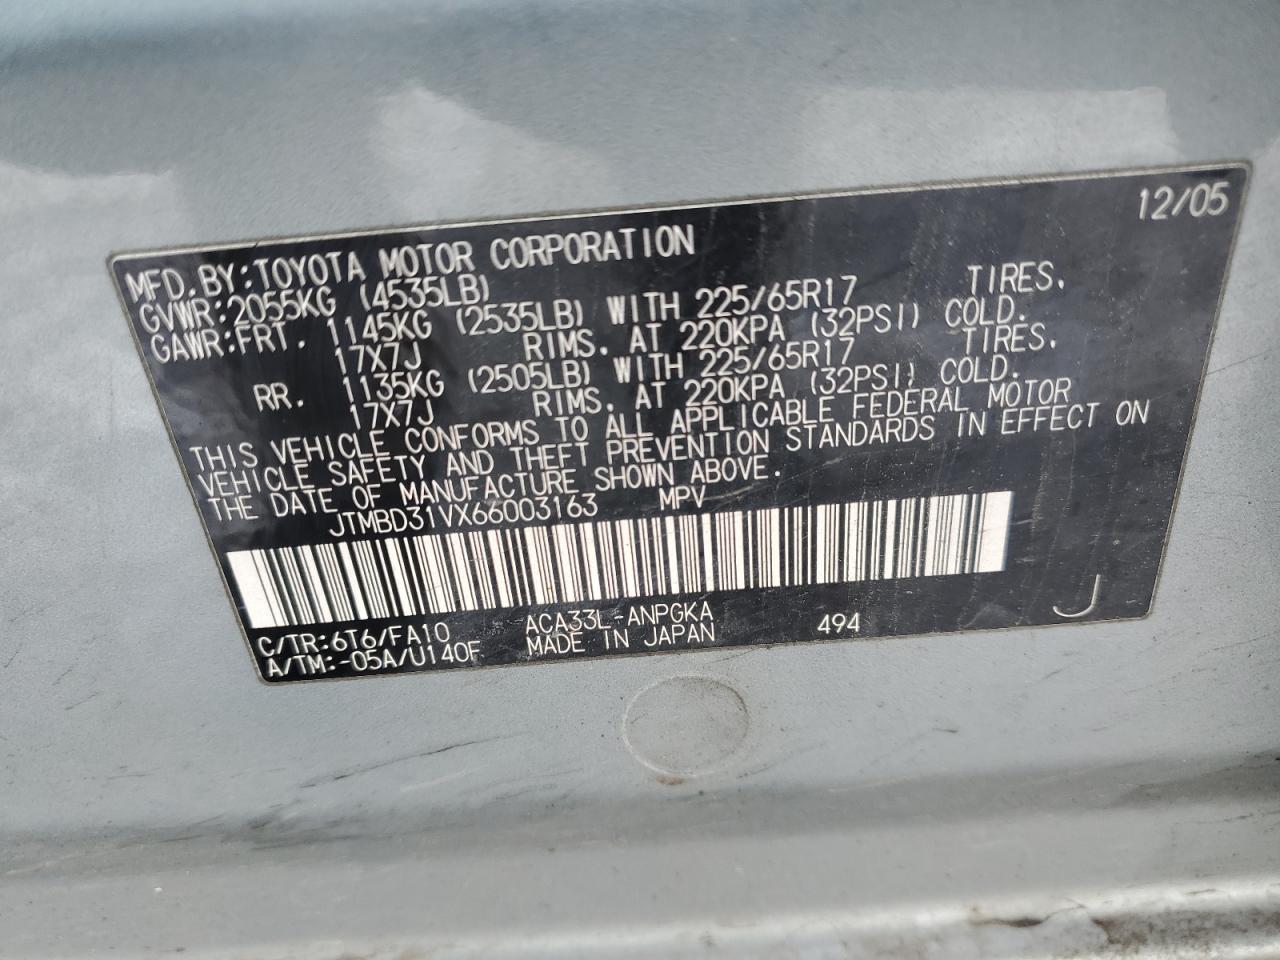 12/05
MFD. BY: TOYOTA MOTOR CORPORATION
GVWR: 2055KG (4535LB)
GAWR: FRT. 1145KG (2535LB) WITH 225/65R17 TIRES.
17X7J RIMS. AT 220KPA (32PSI) COLD.
RR. 1135KG (2505LB) WITH 225/65R17 TIRES.
17X7J RIMS. AT 220KPA (32PSI) COLD.
THIS VEHICLE CONFORMS TO ALL APPLICABLE FEDERAL MOTOR
VEHICLE SAFETY AND THEFT PREVENTION STANDARDS IN EFFECT ON
THE DATE OF MANUFACTURE SHOWN ABOVE.
JTMBD31VX66003163 MPV
C/TR:6T6/FA10 ACA33L-ANPGKA
A/TM:-05A/U140F MADE IN JAPAN 494 J